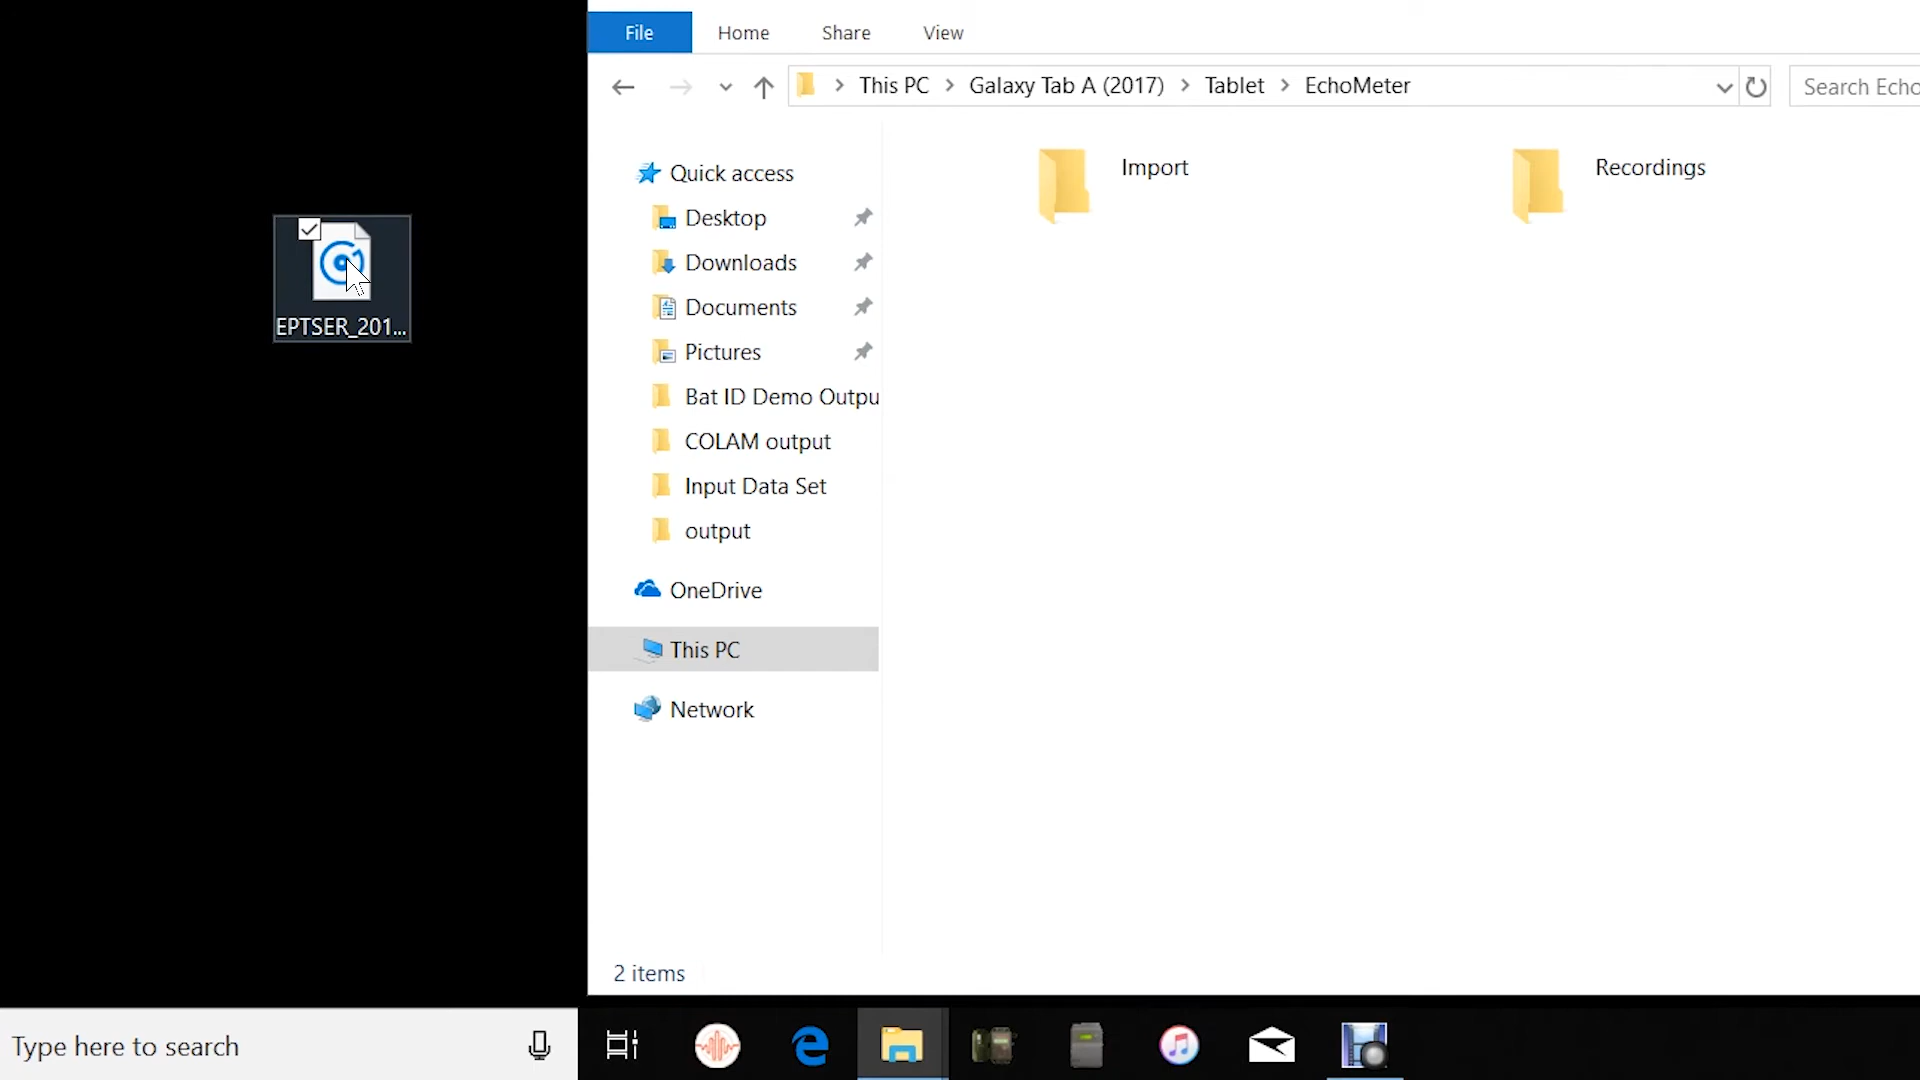 File Home Share View
This PC Galaxy Tab A (2017) Tablet EchoMeter
Search Echo
Quick access
Desktop
Downloads
Documents
Pictures
Bat ID Demo Outpu
COLAM output
Input Data Set
output
OneDrive
This PC
Network
Import
Recordings
EPTSER_201...
2 items
Type here to search